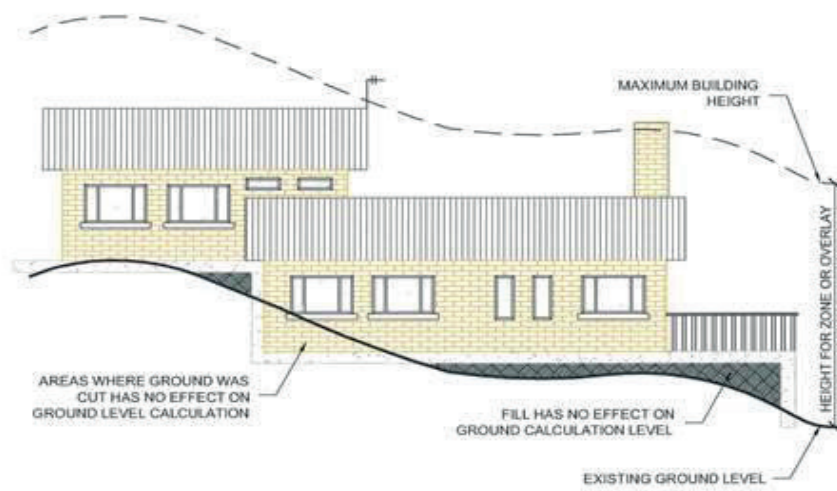 MAXIMUM BUILDING
HEIGHT
HEIGHT FOR ZONE OR OVERLAY
AREAS WHERE GROUND WAS
CUT HAS NO EFFECT ON
GROUND LEVEL CALCULATION
FILL HAS NO EFFECT ON
GROUND CALCULATION LEVEL
EXISTING GROUND LEVEL